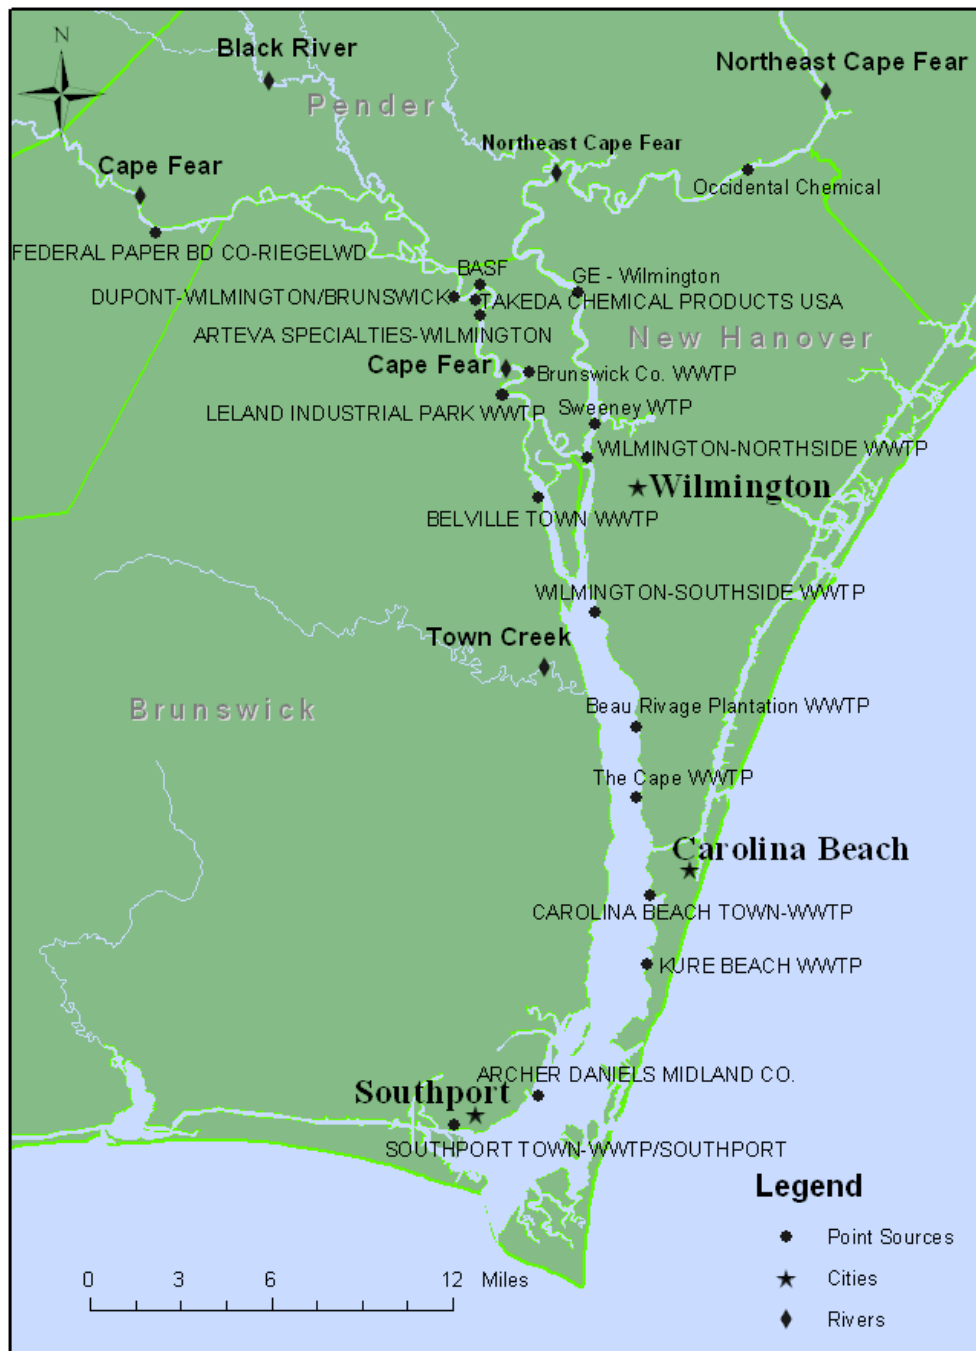 N
Black River
Northeast Cape Fear
Pender
Northeast Cape Fear
Cape Fear
Occidental Chemical
FEDERAL PAPER BD CO-RIEGELWD
BASF
GE - Wilmington
DUPONT-WILMINGTON/BRUNSWICK
TAKEDA CHEMICAL PRODUCTS USA
ARTEVA SPECIALTIES-WILMINGTON
New Hanover
Cape Fear
Brunswick Co. WWTP
LELAND INDUSTRIAL PARK WWTP
Sweeney WTP
WILMINGTON-NORTHSIDE WWTP
Wilmington
BELVILLE TOWN WWTP
WILMINGTON-SOUTHSIDE WWTP
Town Creek
Brunswick
Beau Rivage Plantation WWTP
The Cape WWTP
Carolina Beach
CAROLINA BEACH TOWN-WWTP
KURE BEACH WWTP
ARCHER DANIELS MIDLAND CO.
Southport
SOUTHPORT TOWN-WWTP/SOUTHPORT
Legend
Point Sources
Cities
Rivers
0 3 6 12 Miles